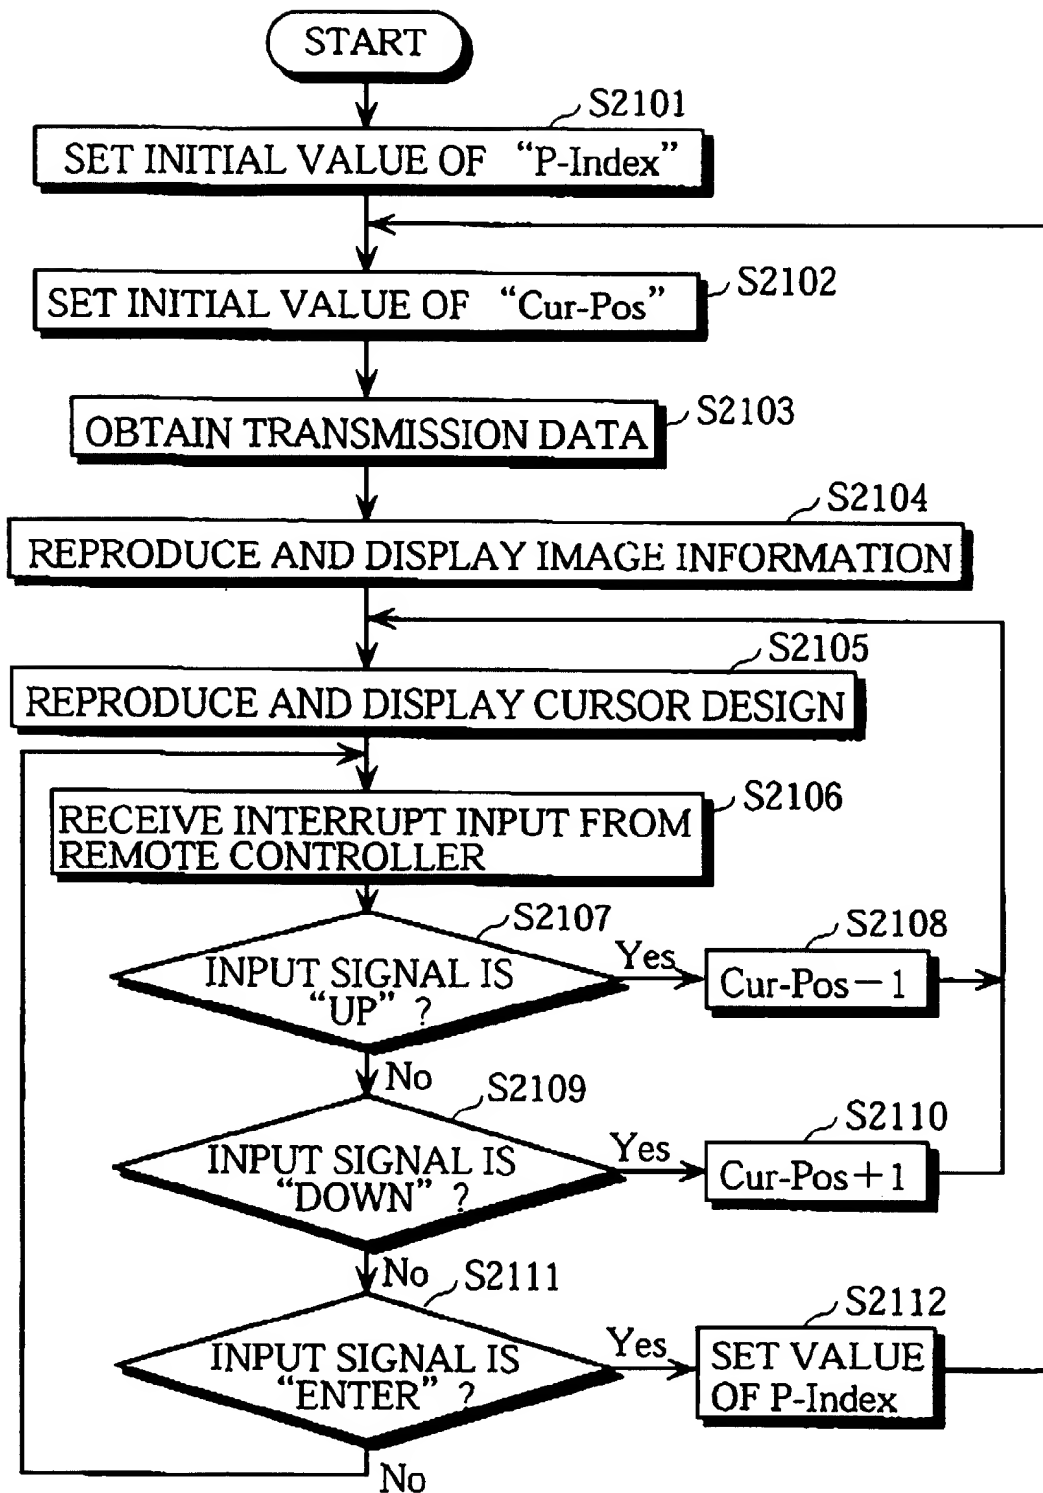 START
S2101
SET INITIAL VALUE OF "P-Index"
S2102
SET INITIAL VALUE OF "Cur-Pos"
S2103
OBTAIN TRANSMISSION DATA
S2104
REPRODUCE AND DISPLAY IMAGE INFORMATION
S2105
REPRODUCE AND DISPLAY CURSOR DESIGN
S2106
RECEIVE INTERRUPT INPUT FROM
REMOTE CONTROLLER
S2107
INPUT SIGNAL IS
"UP" ?
Yes
S2108
Cur-Pos－1
No
S2109
INPUT SIGNAL IS
"DOWN" ?
Yes
S2110
Cur-Pos＋1
No
S2111
INPUT SIGNAL IS
"ENTER" ?
Yes
S2112
SET VALUE
OF P-Index
No